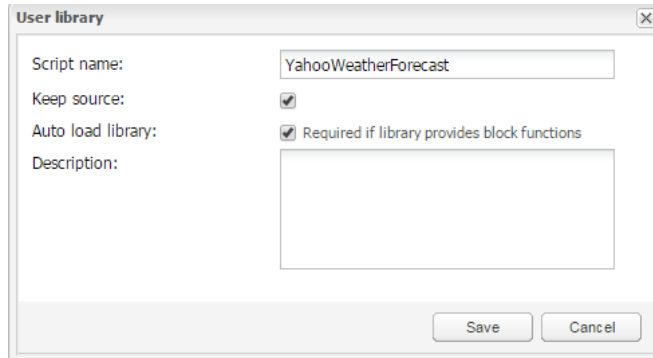 User library
Script name: YahooWeatherForecast
Keep source:
Auto load library: Required if library provides block functions
Description:
Save Cancel